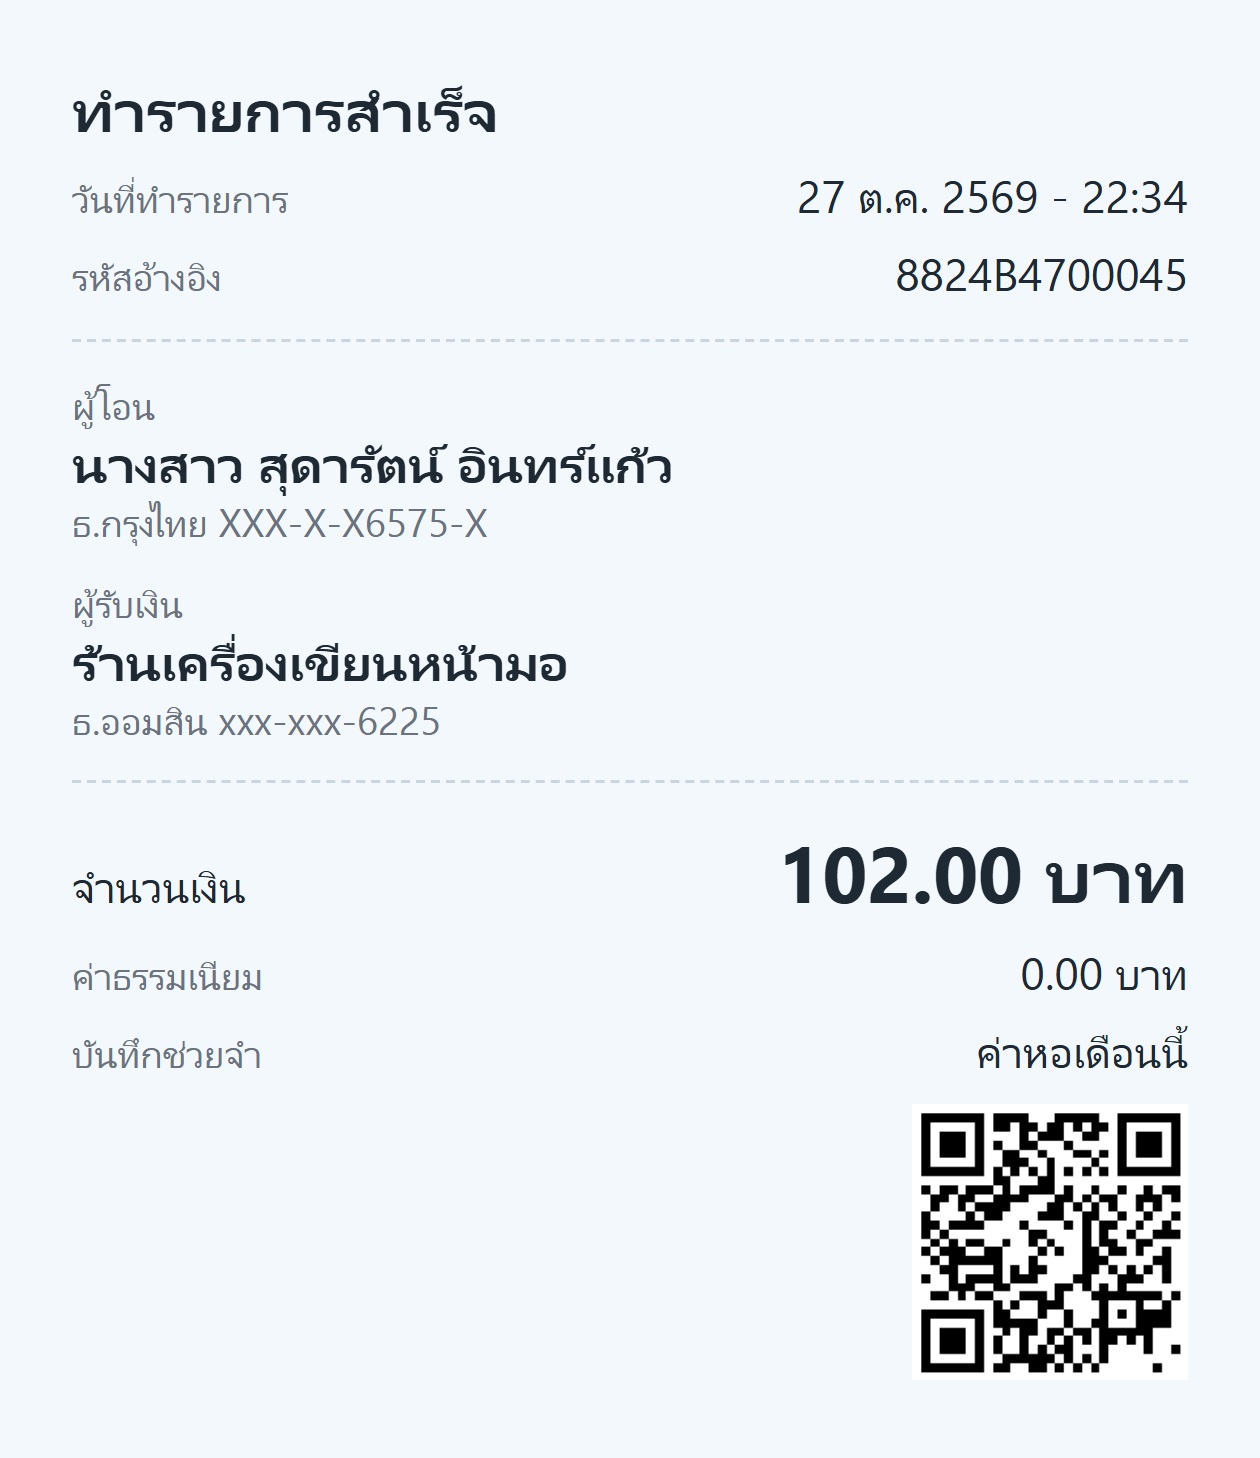 ทำรายการสำเร็จ
วันที่ทำรายการ 27 ต.ค. 2569 - 22:34
รหัสอ้างอิง 8824B4700045
ผู้โอน
นางสาว สุดารัตน์ อินทร์แก้ว
ธ.กรุงไทย XXX-X-X6575-X
ผู้รับเงิน
ร้านเครื่องเขียนหน้ามอ
ธ.ออมสิน xxx-xxx-6225
จำนวนเงิน 102.00 บาท
ค่าธรรมเนียม 0.00 บาท
บันทึกช่วยจำ ค่าหอเดือนนี้